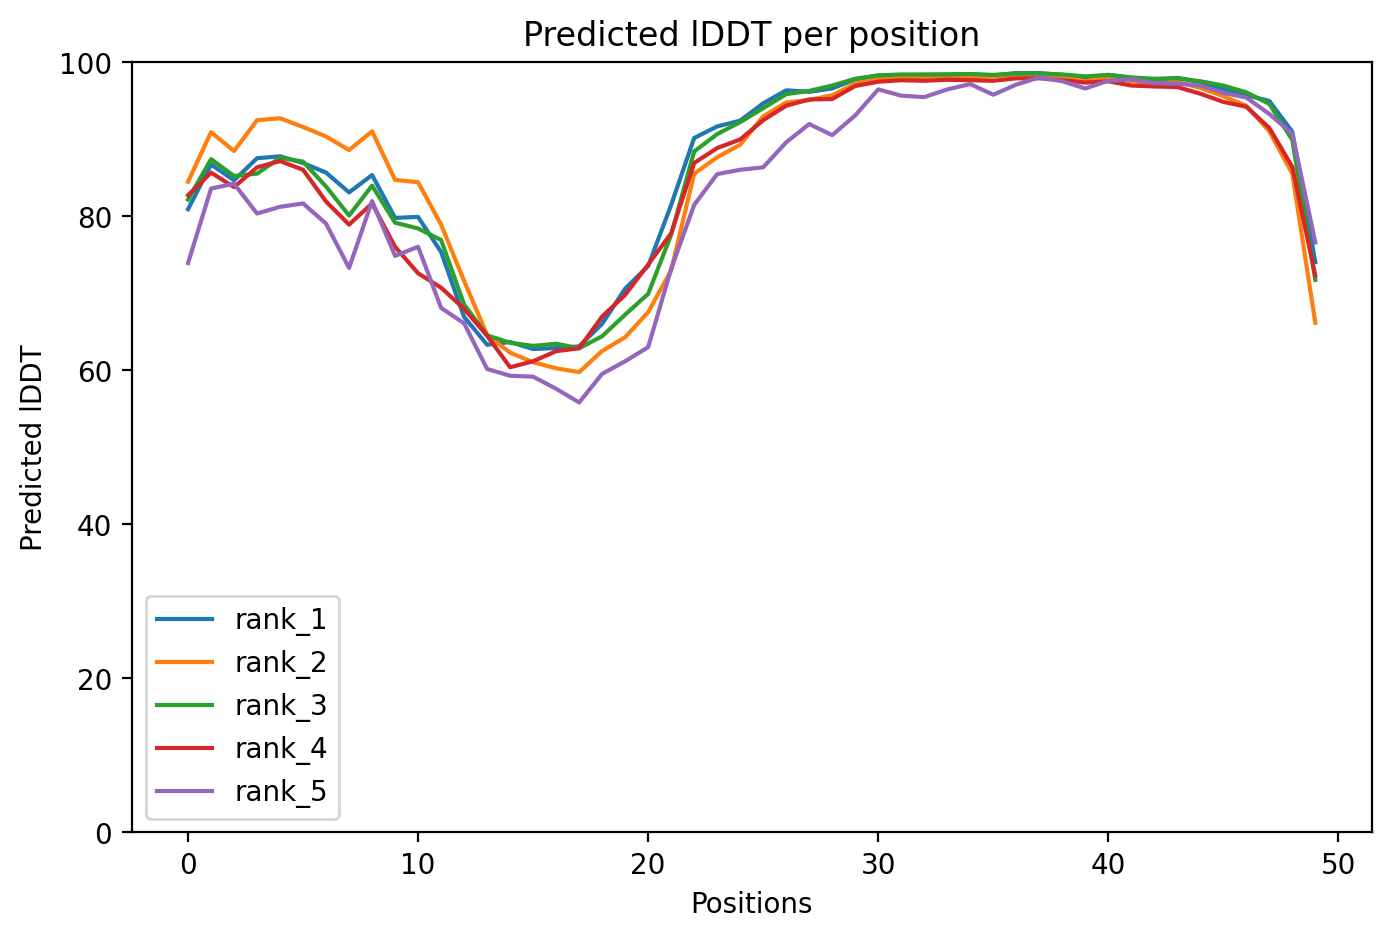 Predicted lDDT per position
100
80
60
40
20
0
Predicted lDDT
rank_1
rank_2
rank_3
rank_4
rank_5
0 10 20 30 40 50
Positions